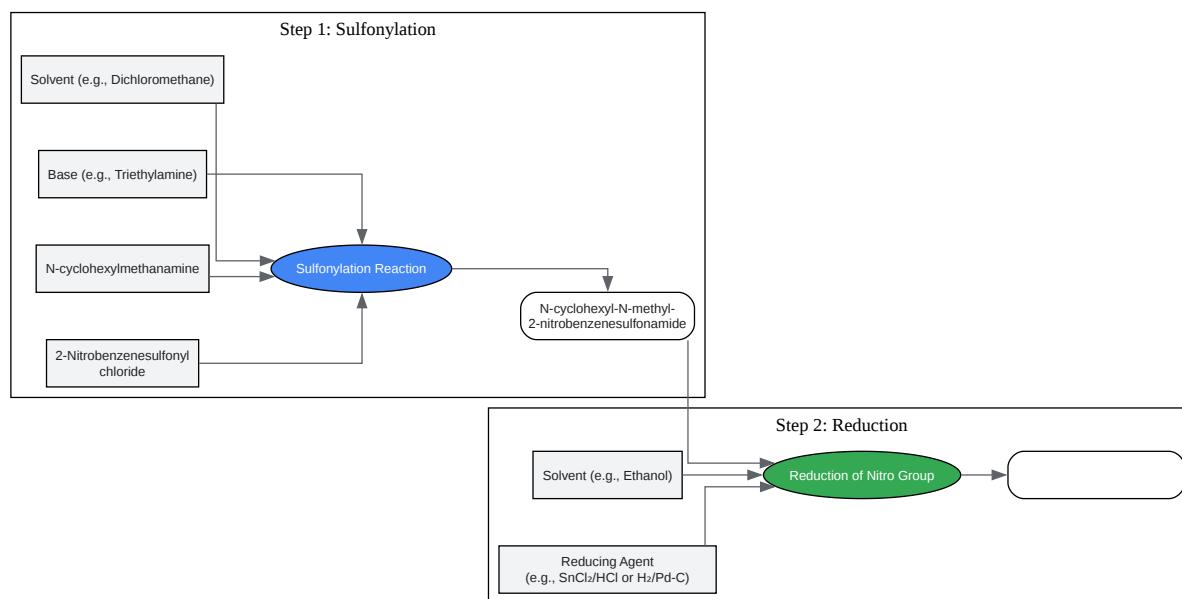 Step 1: Sulfonylation
Solvent (e.g., Dichloromethane)
Base (e.g., Triethylamine)
N-cyclohexylmethanamine
Sulfonylation Reaction
N-cyclohexyl-N-methyl-
2-nitrobenzenesulfonamide
2-Nitrobenzenesulfonyl
chloride
Step 2: Reduction
Solvent (e.g., Ethanol)
Reduction of Nitro Group
Reducing Agent
(e.g., SnCl₂/HCl or H₂/Pd-C)